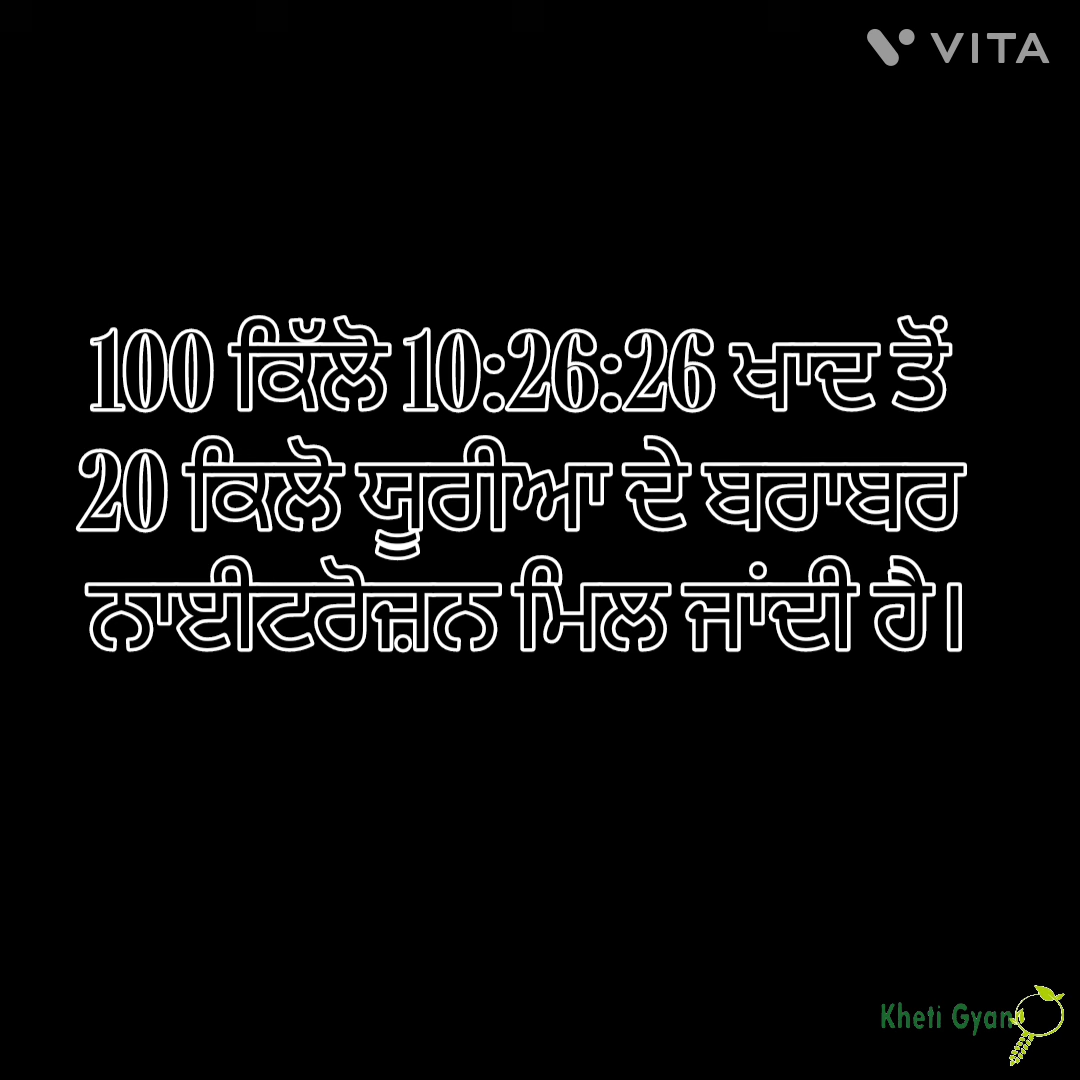 VITA
100 ਕਿੱਲੋ 10:26:26 ਖਾਦ ਤੋਂ
20 ਕਿਲੋ ਯੂਰੀਆ ਦੇ ਬਰਾਬਰ
ਨਾਈਟਰੋਜ਼ਨ ਮਿਲ ਜਾਂਦੀ ਹੈ।
Kheti Gyan